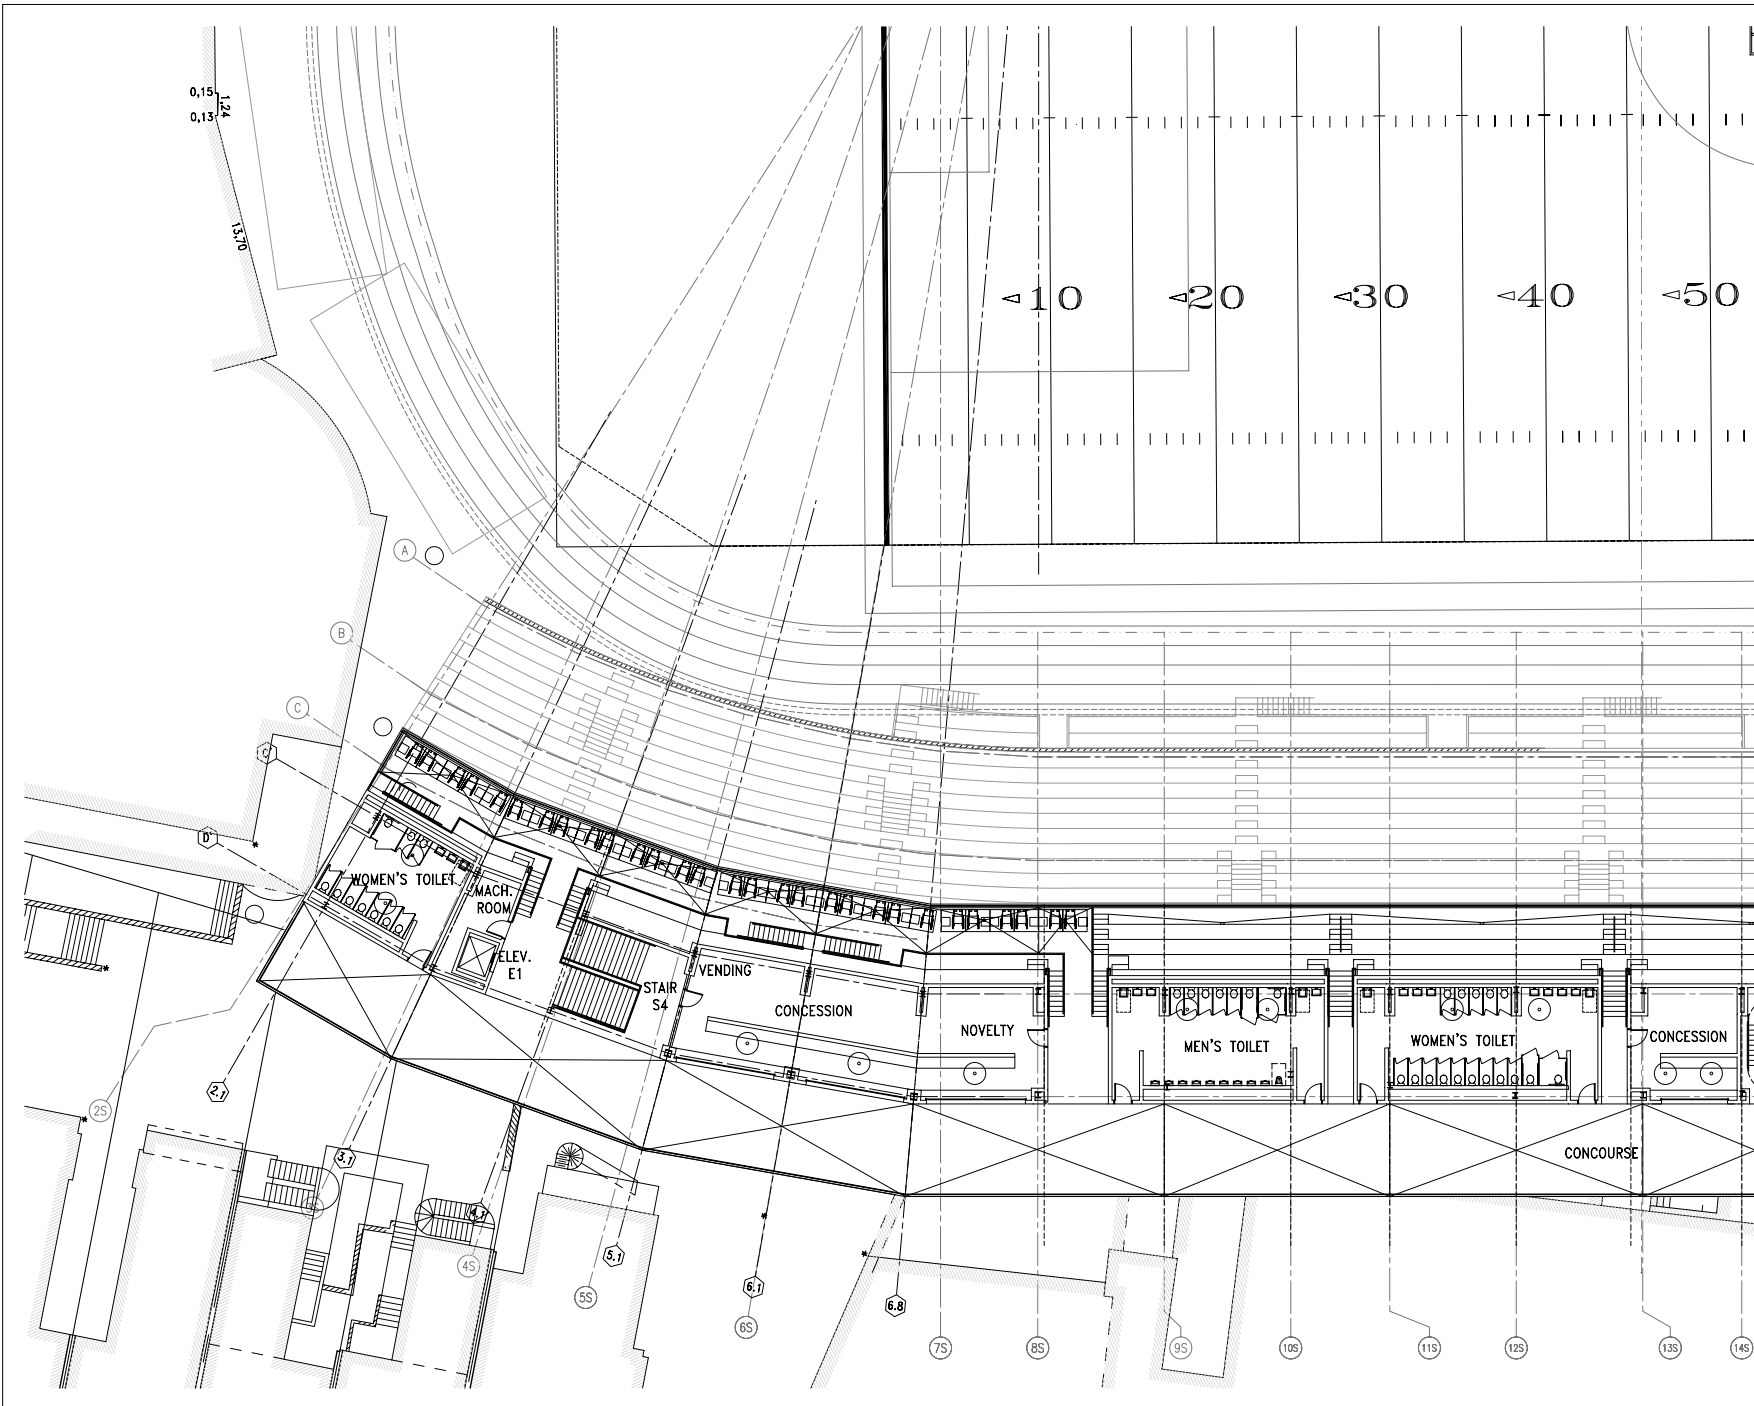 0,15
1,24
0,13
13,70
10
20
30
40
50
A
B
C
C'
D'
WOMEN'S TOILET
MACH.
ROOM
ELEV.
E1
STAIR
S4
VENDING
CONCESSION
NOVELTY
MEN'S TOILET
WOMEN'S TOILET
CONCESSION
CONCOURSE
2.1
2S
3.1
4.1
4S
5.1
5S
6.1
6S
6.8
7S
8S
9S
10S
11S
12S
13S
14S